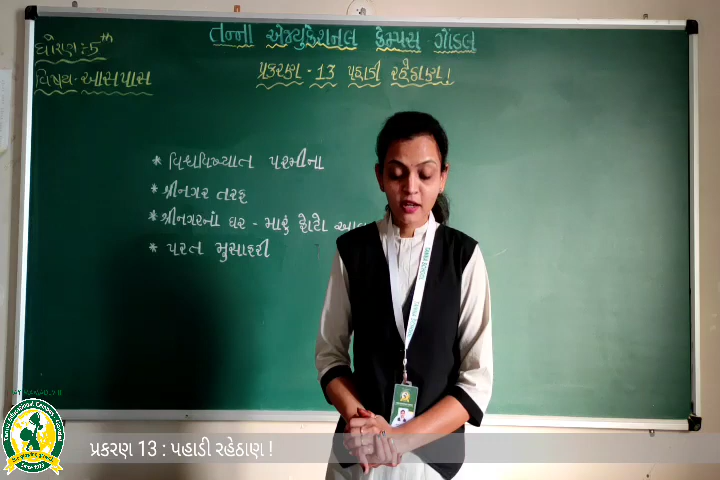 તન્ના એજ્યુકેશનલ કેમ્પસ ગોંડલ
ધોરણ:-5th
વિષય-આસપાસ
પ્રકરણ - 13 પહાડી રહેઠાણ!
* વિશ્વવિખ્યાત પશ્મીના
* શ્રીનગર તરફ
* શ્રીનગરનાં ઘર - મારું ફોટો
* પરત મુસાફરી
પ્રકરણ 13 : પહાડી રહેઠાણ !